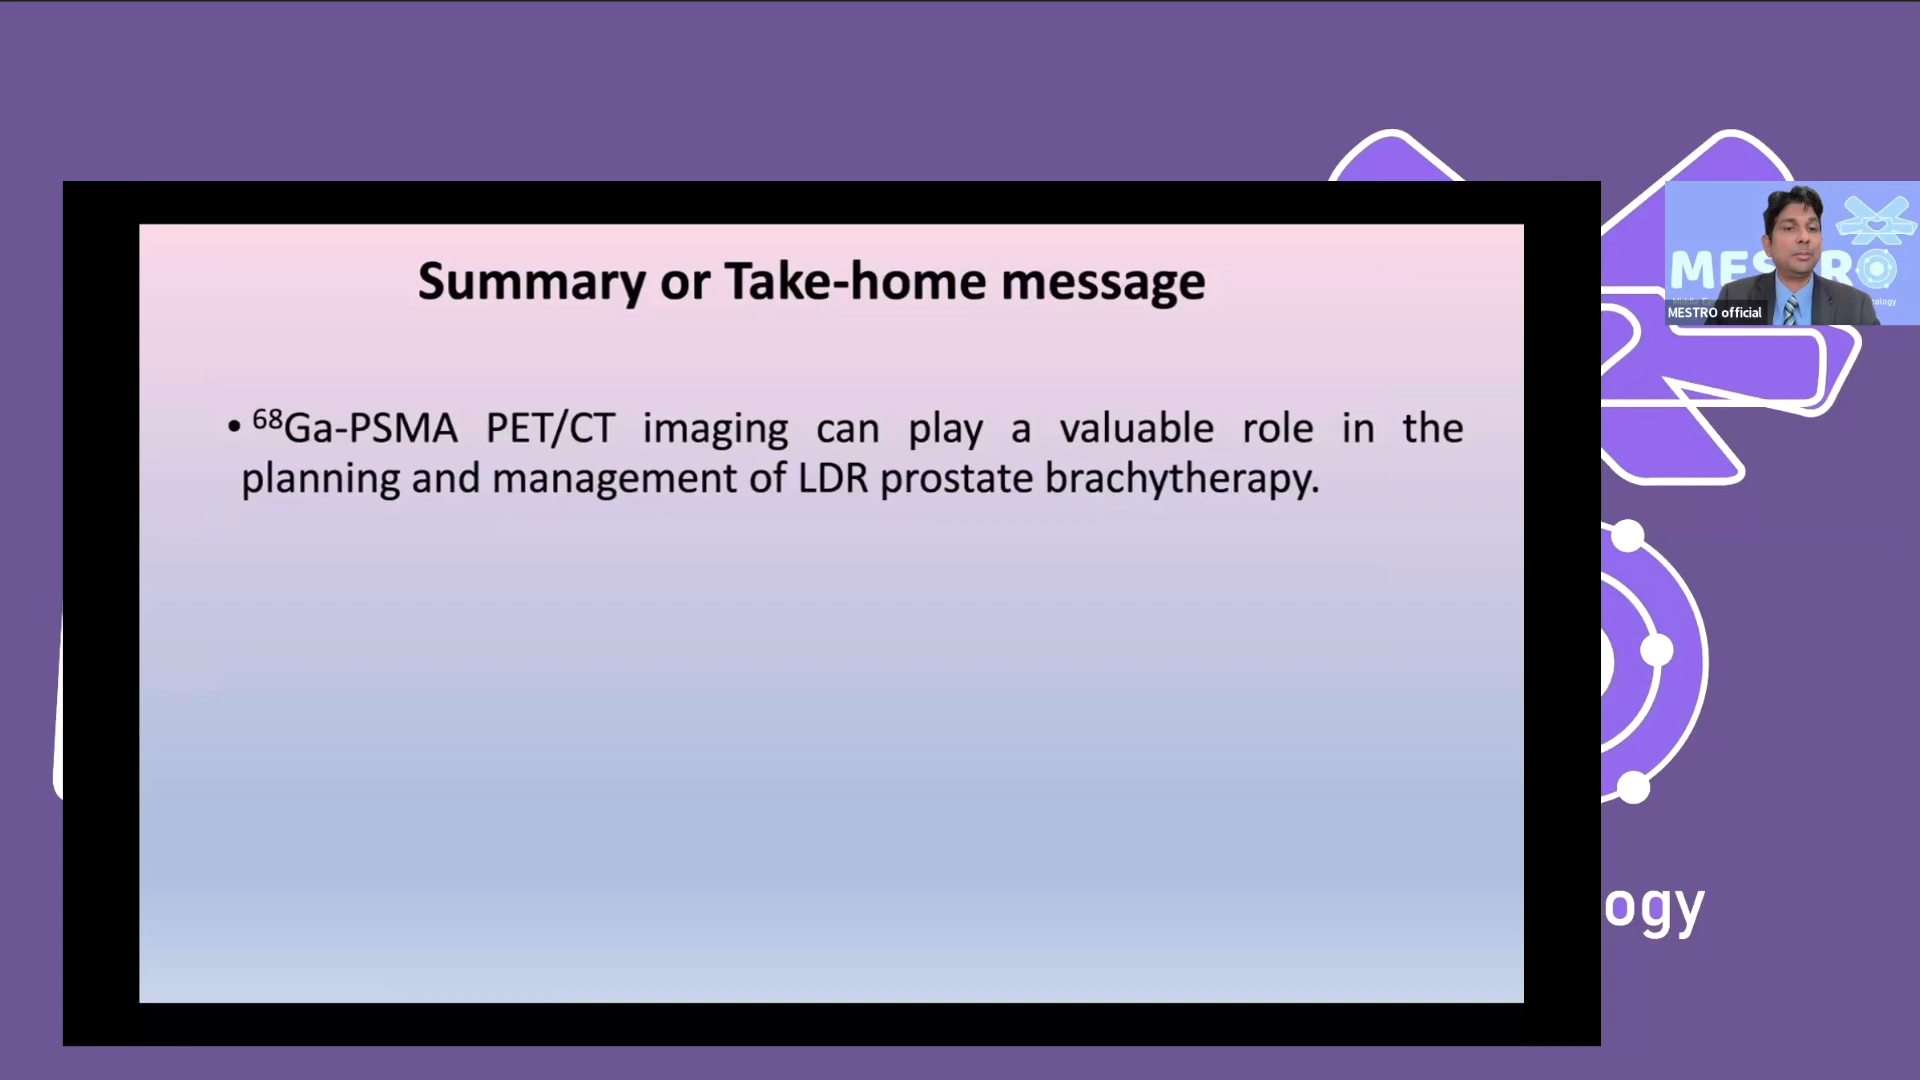 Summary or Take-home message
• ⁶⁸Ga-PSMA PET/CT imaging can play a valuable role in the
planning and management of LDR prostate brachytherapy.
MESTRO official
ogy